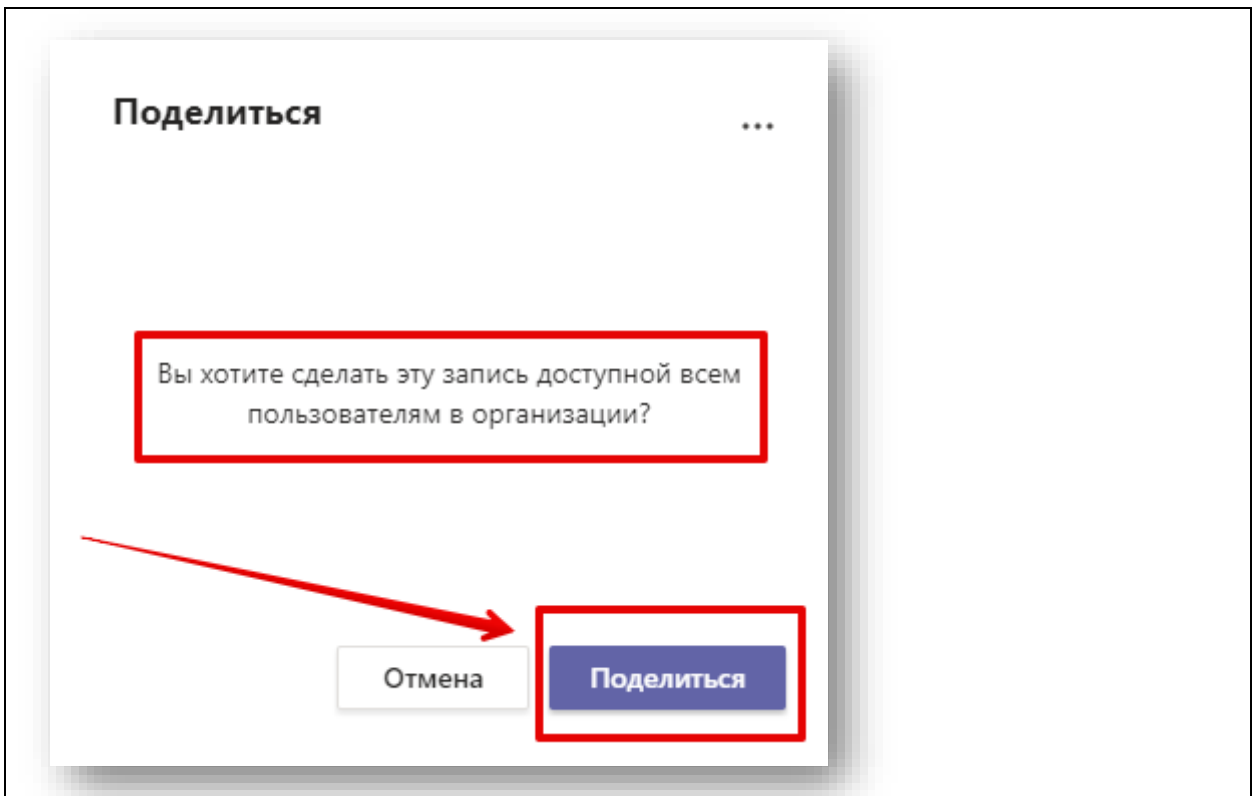 Поделиться
...
Вы хотите сделать эту запись доступной всем
пользователям в организации?
Отмена
Поделиться